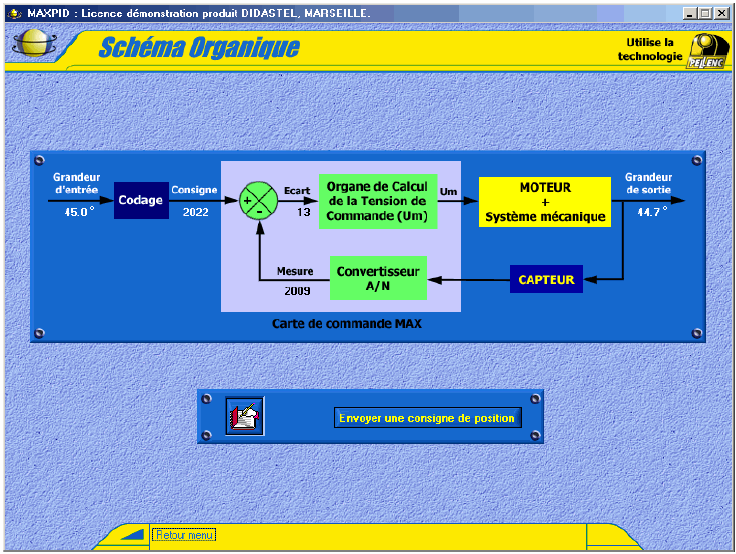 MAXPID : Licence démonstration produit DIDASTEL, MARSEILLE.
Schéma Organique
Utilise la
technologie
PELLENC
Grandeur
d'entrée
45.0°
Codage
Consigne
2022
+
-
Ecart
13
Organe de Calcul
de la Tension de
Commande (Um)
Um
MOTEUR
+
Système mécanique
Grandeur
de sortie
44.7°
Mesure
2009
Convertisseur
A/N
CAPTEUR
Carte de commande MAX
Envoyer une consigne de position
Retour menu